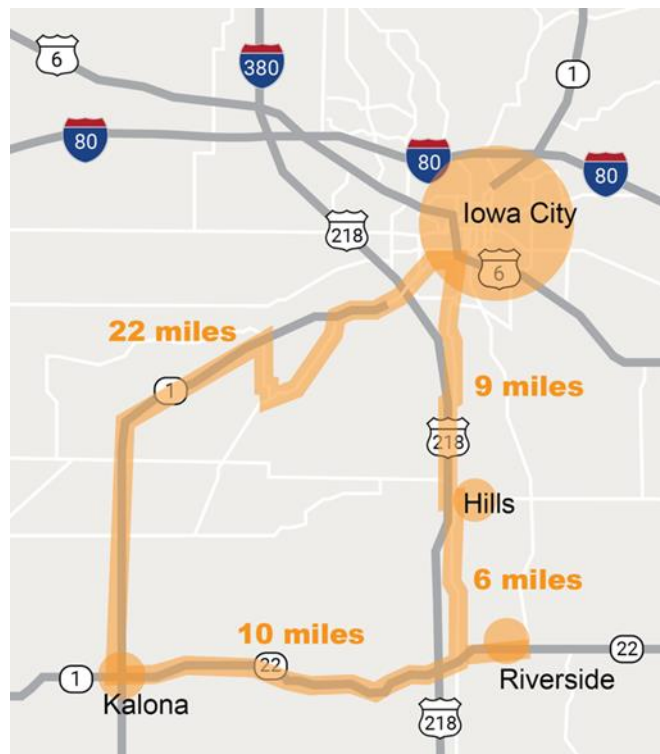 6
380
1
80
80
80
Iowa City
218
6
22 miles
1
9 miles
218
Hills
6 miles
10 miles
22
22
1
Kalona
Riverside
218